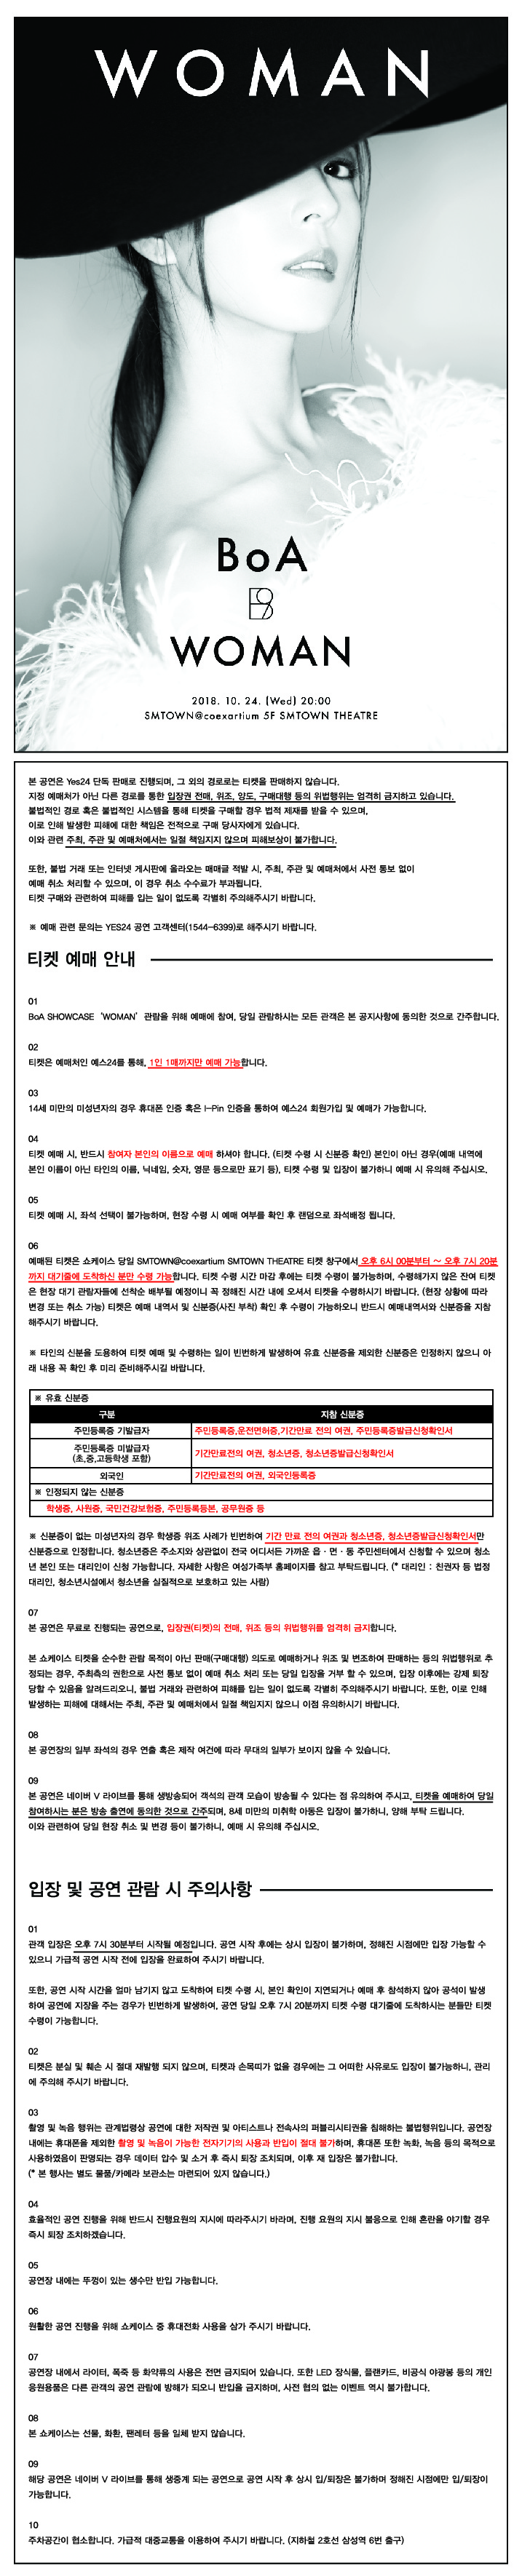 WOMAN
BoA
WOMAN
2018. 10. 24. (Wed) 20:00
SMTOWN@coexartium 5F SMTOWN THEATRE
본 공연은 Yes24 단독 판매로 진행되며, 그 외의 경로로는 티켓을 판매하지 않습니다.
지정 예매처가 아닌 다른 경로를 통한 입장권 전매, 위조, 양도, 구매대행 등의 위법행위는 엄격히 금지하고 있습니다.
불법적인 경로 혹은 불법적인 시스템을 통해 티켓을 구매할 경우 법적 제재를 받을 수 있으며,
이로 인해 발생한 피해에 대한 책임은 전적으로 구매 당사자에게 있습니다.
이와 관련 주최, 주관 및 예매처에서는 일절 책임지지 않으며 피해보상이 불가합니다.
또한, 불법 거래 또는 인터넷 게시판에 올라오는 매매글 적발 시, 주최, 주관 및 예매처에서 사전 통보 없이
예매 취소 처리할 수 있으며, 이 경우 취소 수수료가 부과됩니다.
티켓 구매와 관련하여 피해를 입는 일이 없도록 각별히 주의해주시기 바랍니다.
※ 예매 관련 문의는 YES24 공연 고객센터(1544-6399)로 해주시기 바랍니다.
티켓 예매 안내
01
BoA SHOWCASE ‘WOMAN’ 관람을 위해 예매에 참여, 당일 관람하시는 모든 관객은 본 공지사항에 동의한 것으로 간주합니다.
02
티켓은 예매처인 예스24를 통해, 1인 1매까지만 예매 가능합니다.
03
14세 미만의 미성년자의 경우 휴대폰 인증 혹은 I-Pin 인증을 통하여 예스24 회원가입 및 예매가 가능합니다.
04
티켓 예매 시, 반드시 참여자 본인의 이름으로 예매 하셔야 합니다. (티켓 수령 시 신분증 확인) 본인이 아닌 경우(예매 내역에
본인 이름이 아닌 타인의 이름, 닉네임, 숫자, 영문 등으로만 표기 등), 티켓 수령 및 입장이 불가하니 예매 시 유의해 주십시오.
05
티켓 예매 시, 좌석 선택이 불가능하며, 현장 수령 시 예매 여부를 확인 후 랜덤으로 좌석배정 됩니다.
06
예매된 티켓은 쇼케이스 당일 SMTOWN@coexartium SMTOWN THEATRE 티켓 창구에서 오후 6시 00분부터 ~ 오후 7시 20분
까지 대기줄에 도착하신 분만 수령 가능합니다. 티켓 수령 시간 마감 후에는 티켓 수령이 불가능하며, 수령해가지 않은 잔여 티켓
은 현장 대기 관람자들에 선착순 배부될 예정이니 꼭 정해진 시간 내에 오셔서 티켓을 수령하시기 바랍니다. (현장 상황에 따라
변경 또는 취소 가능) 티켓은 예매 내역서 및 신분증(사진 부착) 확인 후 수령이 가능하오니 반드시 예매내역서와 신분증을 지참
해주시기 바랍니다.
※ 타인의 신분을 도용하여 티켓 예매 및 수령하는 일이 빈번하게 발생하여 유효 신분증을 제외한 신분증은 인정하지 않으니 아
래 내용 꼭 확인 후 미리 준비해주시길 바랍니다.
※ 유효 신분증
구분 지참 신분증
주민등록증 기발급자 주민등록증,운전면허증,기간만료 전의 여권, 주민등록증발급신청확인서
주민등록증 미발급자
(초,중,고등학생 포함) 기간만료전의 여권, 청소년증, 청소년증발급신청확인서
외국인 기간만료전의 여권, 외국인등록증
※ 인정되지 않는 신분증
학생증, 사원증, 국민건강보험증, 주민등록등본, 공무원증 등
※ 신분증이 없는 미성년자의 경우 학생증 위조 사례가 빈번하여 기간 만료 전의 여권과 청소년증, 청소년증발급신청확인서만
신분증으로 인정합니다. 청소년증은 주소지와 상관없이 전국 어디서든 가까운 읍·면·동 주민센터에서 신청할 수 있으며 청소
년 본인 또는 대리인이 신청 가능합니다. 자세한 사항은 여성가족부 홈페이지를 참고 부탁드립니다. (* 대리인 : 친권자 등 법정
대리인, 청소년시설에서 청소년을 실질적으로 보호하고 있는 사람)
07
본 공연은 무료로 진행되는 공연으로, 입장권(티켓)의 전매, 위조 등의 위법행위를 엄격히 금지합니다.
본 쇼케이스 티켓을 순수한 관람 목적이 아닌 판매(구매대행) 의도로 예매하거나 위조 및 변조하여 판매하는 등의 위법행위로 추
정되는 경우, 주최측의 권한으로 사전 통보 없이 예매 취소 처리 또는 당일 입장을 거부 할 수 있으며, 입장 이후에는 강제 퇴장
당할 수 있음을 알려드리오니, 불법 거래와 관련하여 피해를 입는 일이 없도록 각별히 주의해주시기 바랍니다. 또한, 이로 인해
발생하는 피해에 대해서는 주최, 주관 및 예매처에서 일절 책임지지 않으니 이점 유의하시기 바랍니다.
08
본 공연장의 일부 좌석의 경우 연출 혹은 제작 여건에 따라 무대의 일부가 보이지 않을 수 있습니다.
09
본 공연은 네이버 V 라이브를 통해 생방송되어 객석의 관객 모습이 방송될 수 있다는 점 유의하여 주시고, 티켓을 예매하여 당일
참여하시는 분은 방송 출연에 동의한 것으로 간주되며, 8세 미만의 미취학 아동은 입장이 불가하니, 양해 부탁 드립니다.
이와 관련하여 당일 현장 취소 및 변경 등이 불가하니, 예매 시 유의해 주십시오.
입장 및 공연 관람 시 주의사항
01
관객 입장은 오후 7시 30분부터 시작될 예정입니다. 공연 시작 후에는 상시 입장이 불가하며, 정해진 시점에만 입장 가능할 수
있으니 가급적 공연 시작 전에 입장을 완료하여 주시기 바랍니다.
또한, 공연 시작 시간을 얼마 남기지 않고 도착하여 티켓 수령 시, 본인 확인이 지연되거나 예매 후 참석하지 않아 공석이 발생
하여 공연에 지장을 주는 경우가 빈번하게 발생하여, 공연 당일 오후 7시 20분까지 티켓 수령 대기줄에 도착하시는 분들만 티켓
수령이 가능합니다.
02
티켓은 분실 및 훼손 시 절대 재발행 되지 않으며, 티켓과 손목띠가 없을 경우에는 그 어떠한 사유로도 입장이 불가능하니, 관리
에 주의해 주시기 바랍니다.
03
촬영 및 녹음 행위는 관계법령상 공연에 대한 저작권 및 아티스트나 전속사의 퍼블리시티권을 침해하는 불법행위입니다. 공연장
내에는 휴대폰을 제외한 촬영 및 녹음이 가능한 전자기기의 사용과 반입이 절대 불가하며, 휴대폰 또한 녹화, 녹음 등의 목적으로
사용하였음이 판명되는 경우 데이터 압수 및 소거 후 즉시 퇴장 조치되며, 이후 재 입장은 불가합니다.
(* 본 행사는 별도 물품/카메라 보관소는 마련되어 있지 않습니다.)
04
효율적인 공연 진행을 위해 반드시 진행요원의 지시에 따라주시기 바라며, 진행 요원의 지시 불응으로 인해 혼란을 야기할 경우
즉시 퇴장 조치하겠습니다.
05
공연장 내에는 뚜껑이 있는 생수만 반입 가능합니다.
06
원활한 공연 진행을 위해 쇼케이스 중 휴대전화 사용을 삼가 주시기 바랍니다.
07
공연장 내에서 라이터, 폭죽 등 화약류의 사용은 전면 금지되어 있습니다. 또한 LED 장식물, 플랜카드, 비공식 야광봉 등의 개인
응원용품은 다른 관객의 공연 관람에 방해가 되오니 반입을 금지하며, 사전 협의 없는 이벤트 역시 불가합니다.
08
본 쇼케이스는 선물, 화환, 팬레터 등을 일체 받지 않습니다.
09
해당 공연은 네이버 V 라이브를 통해 생중계 되는 공연으로 공연 시작 후 상시 입/퇴장은 불가하며 정해진 시점에만 입/퇴장이
가능합니다.
10
주차공간이 협소합니다. 가급적 대중교통을 이용하여 주시기 바랍니다. (지하철 2호선 삼성역 6번 출구)